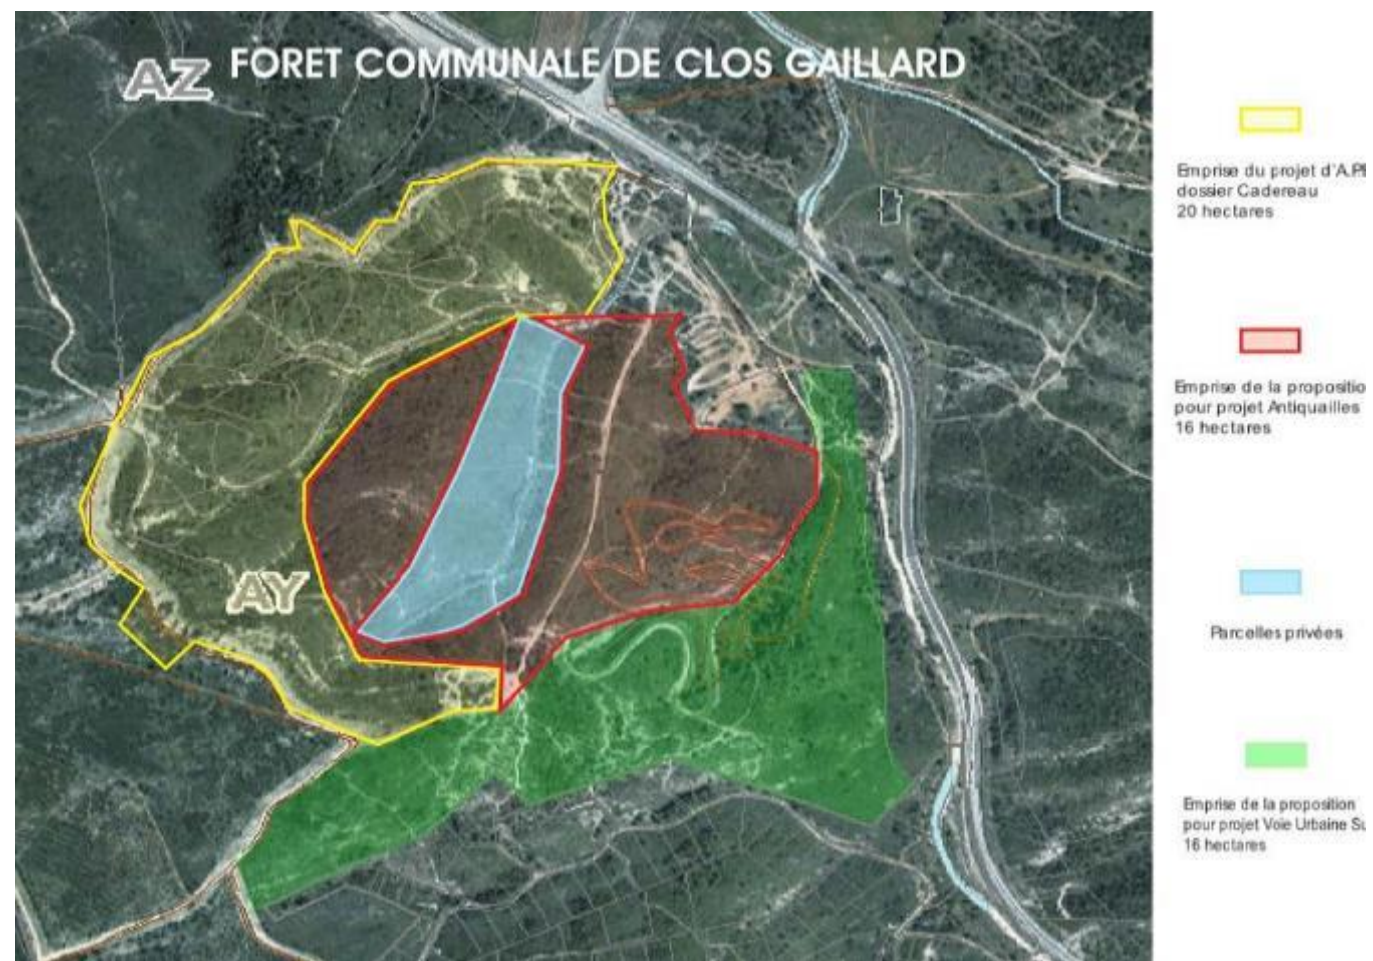 AZ FORET COMMUNALE DE CLOS GAILLARD
AY
Emprise du projet d'A.P.
dossier Cadereau
20 hectares
Emprise de la propositio
pour projet Antiquailles
16 hectares
Parcelles privées
Emprise de la proposition
pour projet Voie Urbaine Su
16 hectares